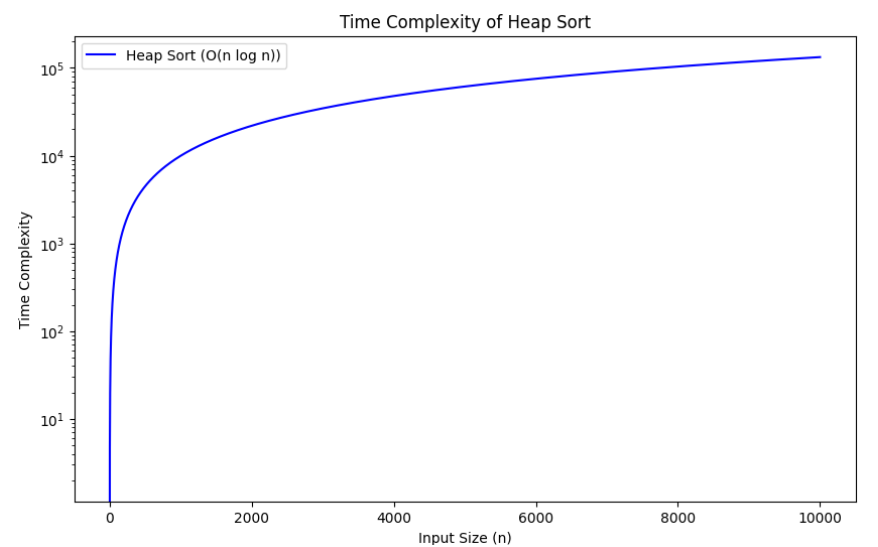 Time Complexity of Heap Sort
Heap Sort (O(n log n))
10⁵
10⁴
10³
10²
10¹
Time Complexity
0 2000 4000 6000 8000 10000
Input Size (n)